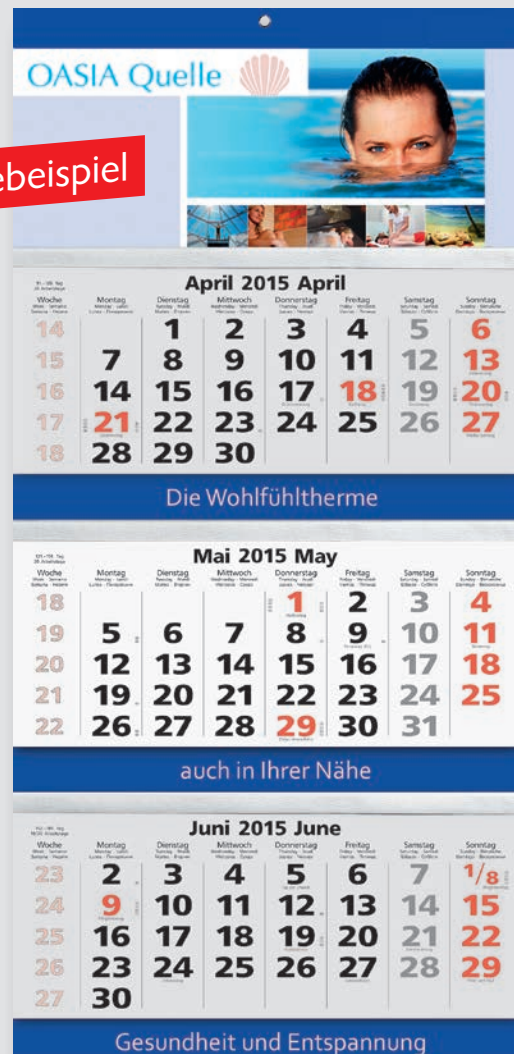 OASIA Quelle
ebeispiel
April 2015 April
Woche Montag Dienstag Mittwoch Donnerstag Freitag Samstag Sonntag
14 1 2 3 4 5 6
15 7 8 9 10 11 12 13
16 14 15 16 17 18 19 20
17 21 22 23 24 25 26 27
18 28 29 30
Die Wohlfühltherme
Mai 2015 May
Woche Montag Dienstag Mittwoch Donnerstag Freitag Samstag Sonntag
18 1 2 3 4
19 5 6 7 8 9 10 11
20 12 13 14 15 16 17 18
21 19 20 21 22 23 24 25
22 26 27 28 29 30 31
auch in Ihrer Nähe
Juni 2015 June
Woche Montag Dienstag Mittwoch Donnerstag Freitag Samstag Sonntag
23 2 3 4 5 6 7 1/8
24 9 10 11 12 13 14 15
25 16 17 18 19 20 21 22
26 23 24 25 26 27 28 29
27 30
Gesundheit und Entspannung